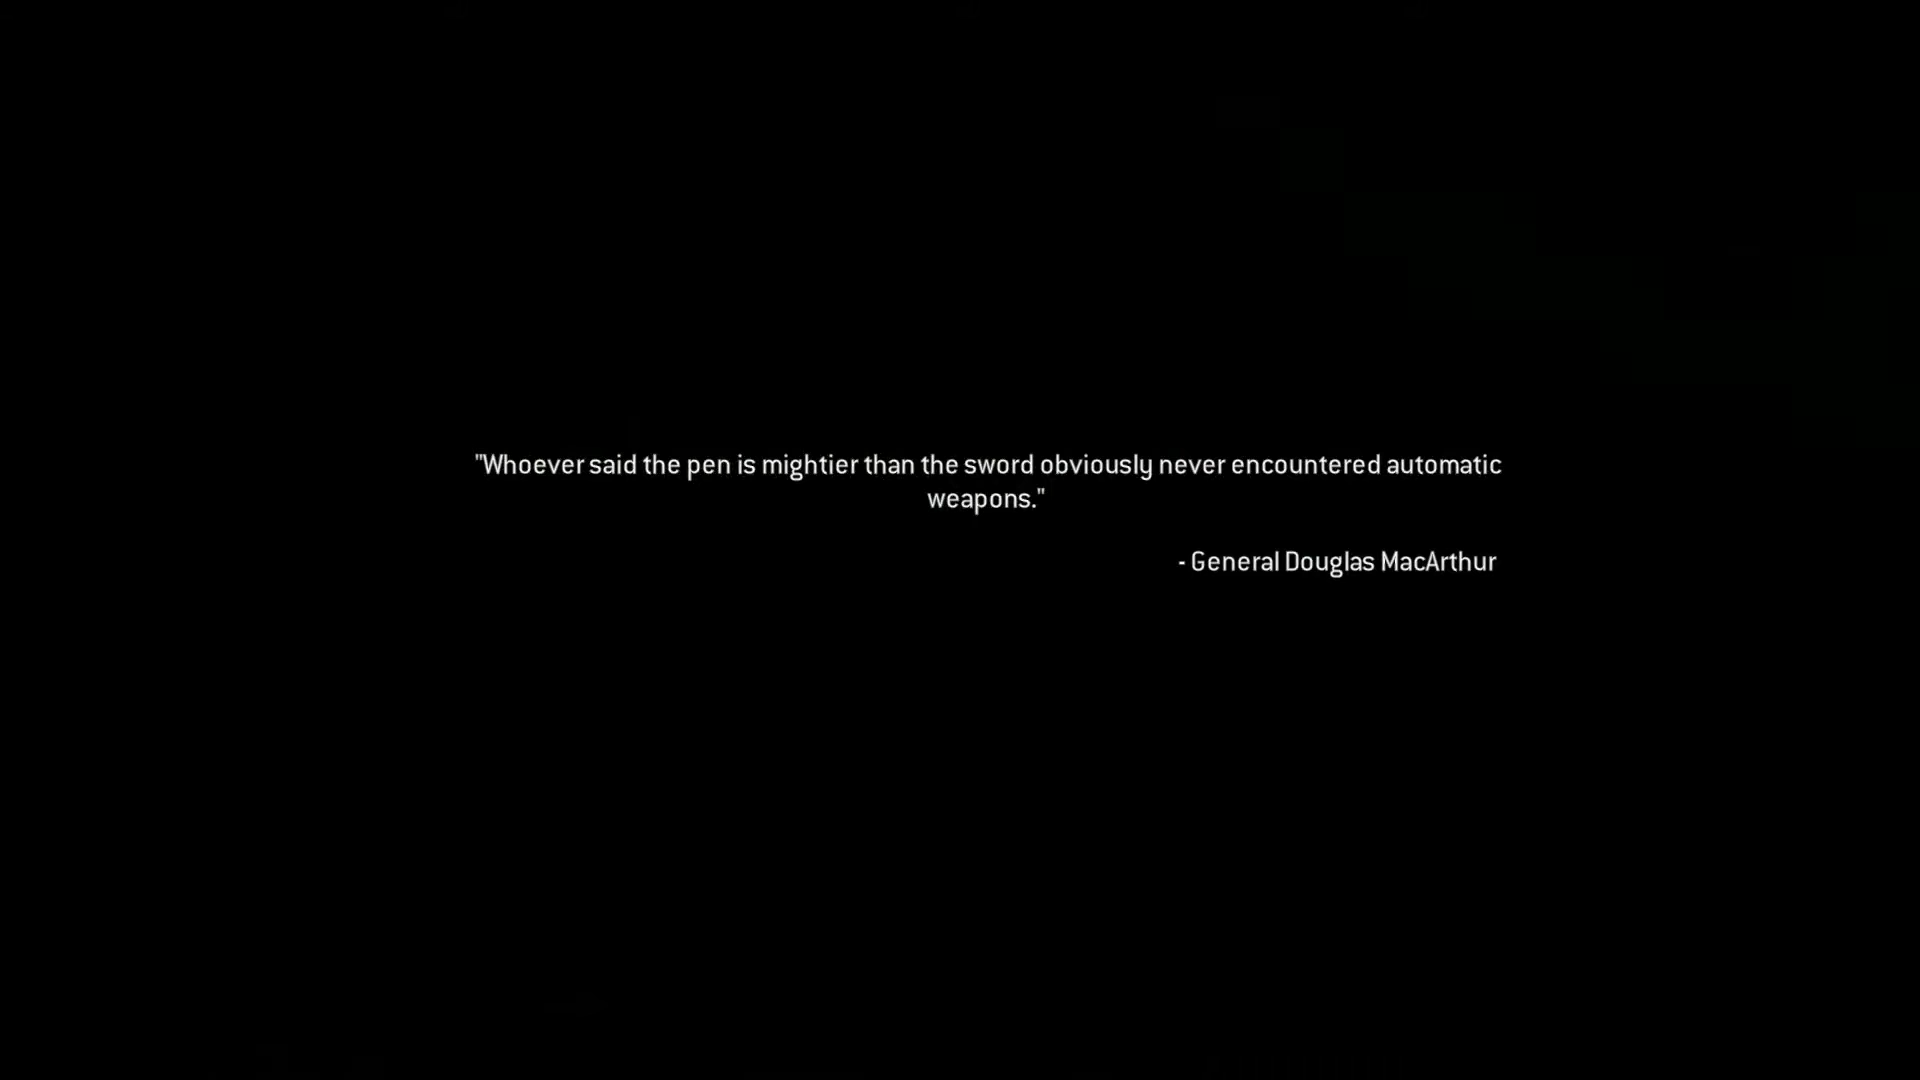 "Whoever said the pen is mightier than the sword obviously never encountered automatic
weapons."
- General Douglas MacArthur